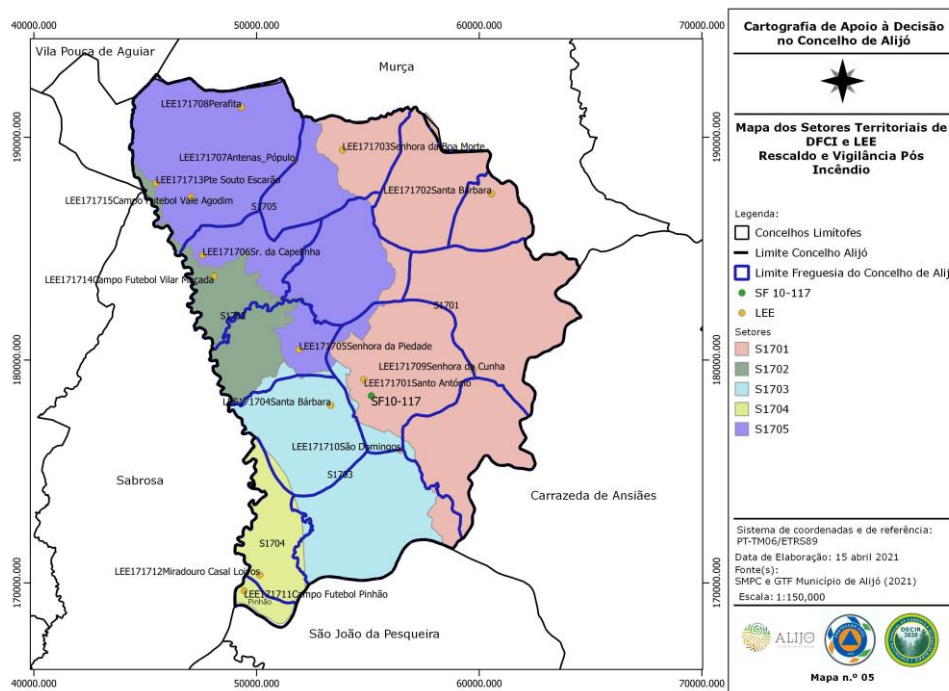 40000.000
50000.000
60000.000
70000.000
Vila Pouca de Aguiar
Murça
LEE171708Perafita
190000.000
190000.000
LEE171703Senhora da Boa Morte
LEE171707Antenas_Pópulo
LEE171713Pte Souto Escarão
LEE171702Santa Bárbara
LEE171715Campo Futebol Vale Agodim
S1705
LEE171706Sr. da Capelinha
LEE171714Campo Futebol Vilar Maçada
S1701
LEE171705Senhora da Piedade
180000.000
180000.000
LEE171709Senhora da Cunha
LEE171701Santo António
SF10-117
LEE171704Santa Bárbara
LEE171710São Domingos
S1703
Sabrosa
Carrazeda de Ansiães
S1704
LEE171712Miradouro Casal Loivos
170000.000
170000.000
LEE171711Campo Futebol Pinhão
Pinhão
São João da Pesqueira
40000.000
50000.000
60000.000
70000.000
Cartografia de Apoio à Decisão
no Concelho de Alijó
Mapa dos Setores Territoriais de
DFCI e LEE
Rescaldo e Vigilância Pós
Incêndio
Legenda:
Concelhos Limítofes
Limite Concelho Alijó
Limite Freguesia do Concelho de Alij
SF 10-117
LEE
Setores
S1701
S1702
S1703
S1704
S1705
Sistema de coordenadas e de referência:
PT-TM06/ETRS89
Data de Elaboração: 15 abril 2021
Fonte(s):
SMPC e GTF Município de Alijó (2021)
Escala: 1:150,000
ALIJÓ
DECIR
Mapa n.º 05